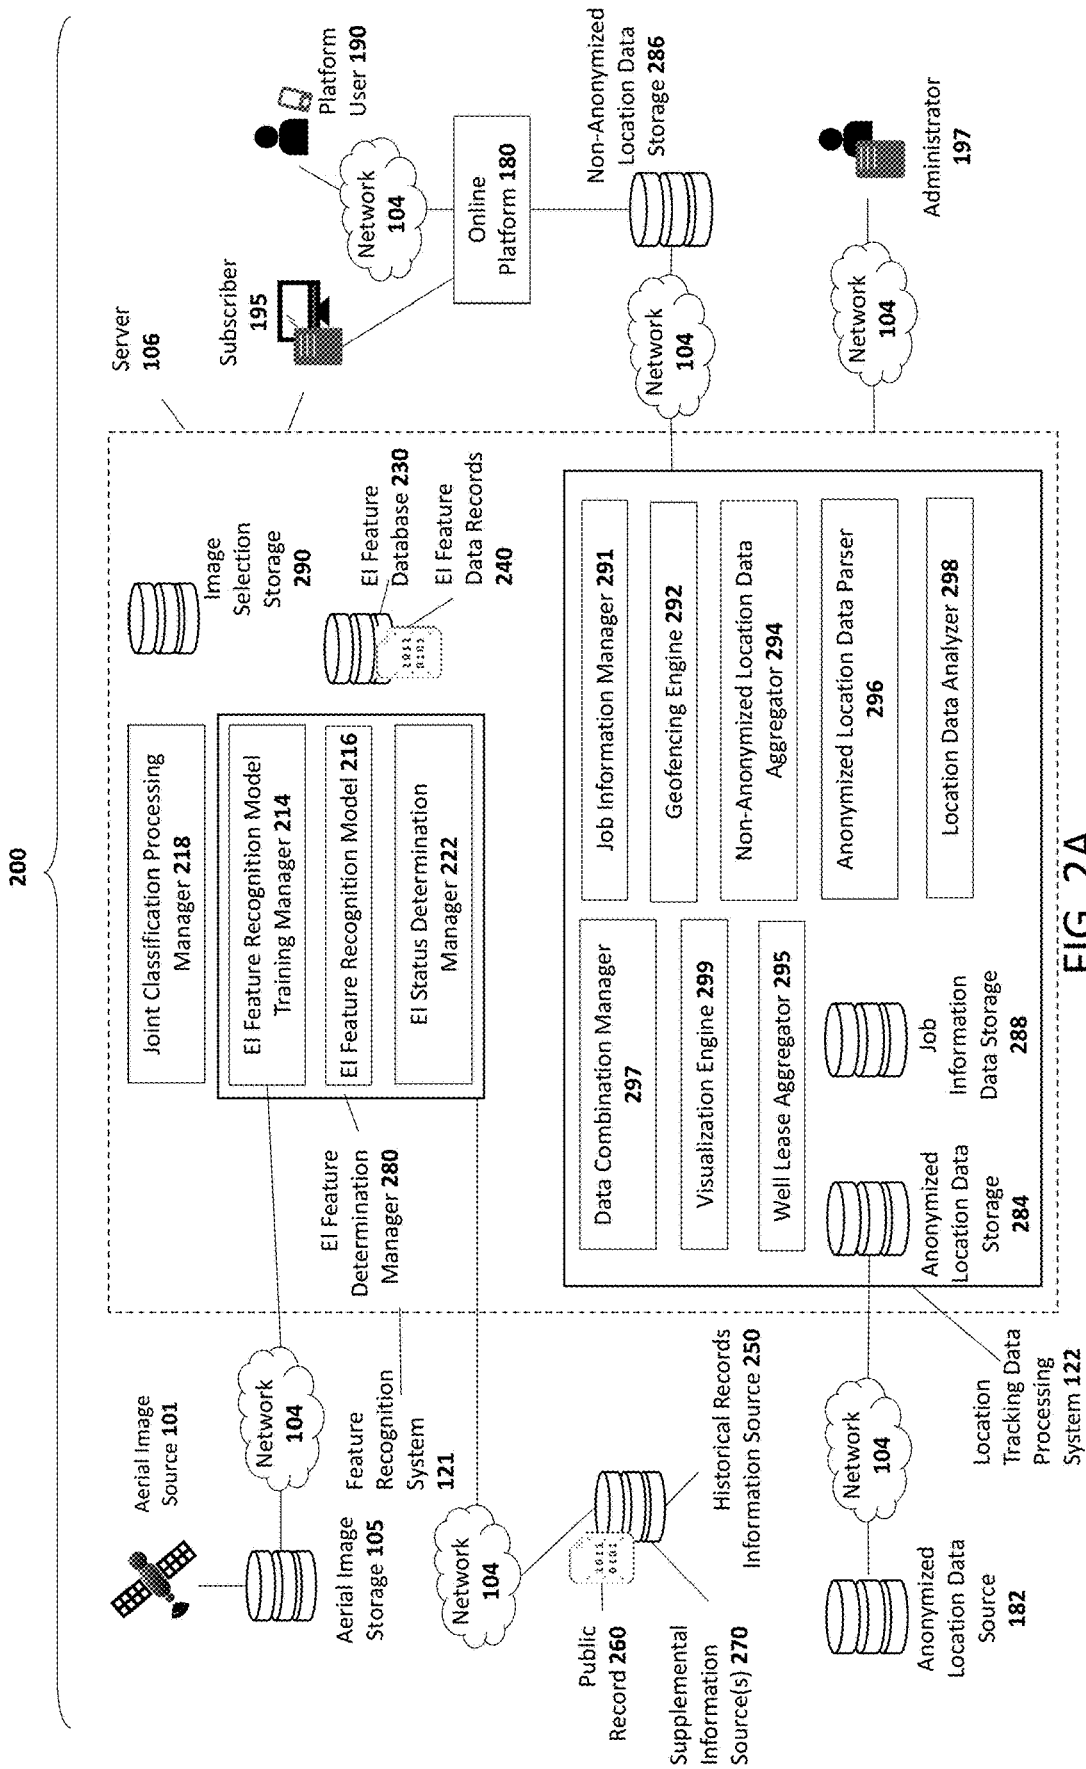 200
Aerial Image
Source 101
Aerial Image
Storage 105
Network
104
Feature
Recognition
System
121
Network
104
Public
Record 260
Supplemental
Information
Source(s) 270
Historical Records
Information Source 250
Anonymized
Location Data
Source
182
Network
104
Location
Tracking Data
Processing
System 122
EI Feature
Determination
Manager 280
Joint Classification Processing
Manager 218
EI Feature Recognition Model
Training Manager 214
EI Feature Recognition Model 216
EI Status Determination
Manager 222
Image
Selection
Storage
290
EI Feature
Database 230
EI Feature
Data Records
240
Data Combination Manager
297
Visualization Engine 299
Well Lease Aggregator 295
Anonymized
Location Data
Storage
284
Job
Information
Data Storage
288
Job Information Manager 291
Geofencing Engine 292
Non-Anonymized Location Data
Aggregator 294
Anonymized Location Data Parser
296
Location Data Analyzer 298
Server
106
Subscriber
195
Network
104
Platform
User 190
Online
Platform 180
Non-Anonymized
Location Data
Storage 286
Network
104
Network
104
Administrator
197
FIG. 2A